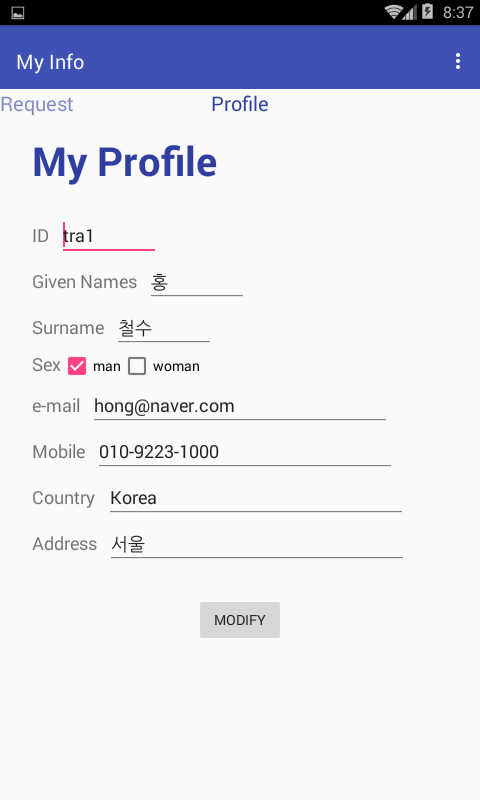 8:37
My Info
Request Profile
My Profile
ID tra1
Given Names 홍
Surname 철수
Sex man woman
e-mail hong@naver.com
Mobile 010-9223-1000
Country Korea
Address 서울
MODIFY